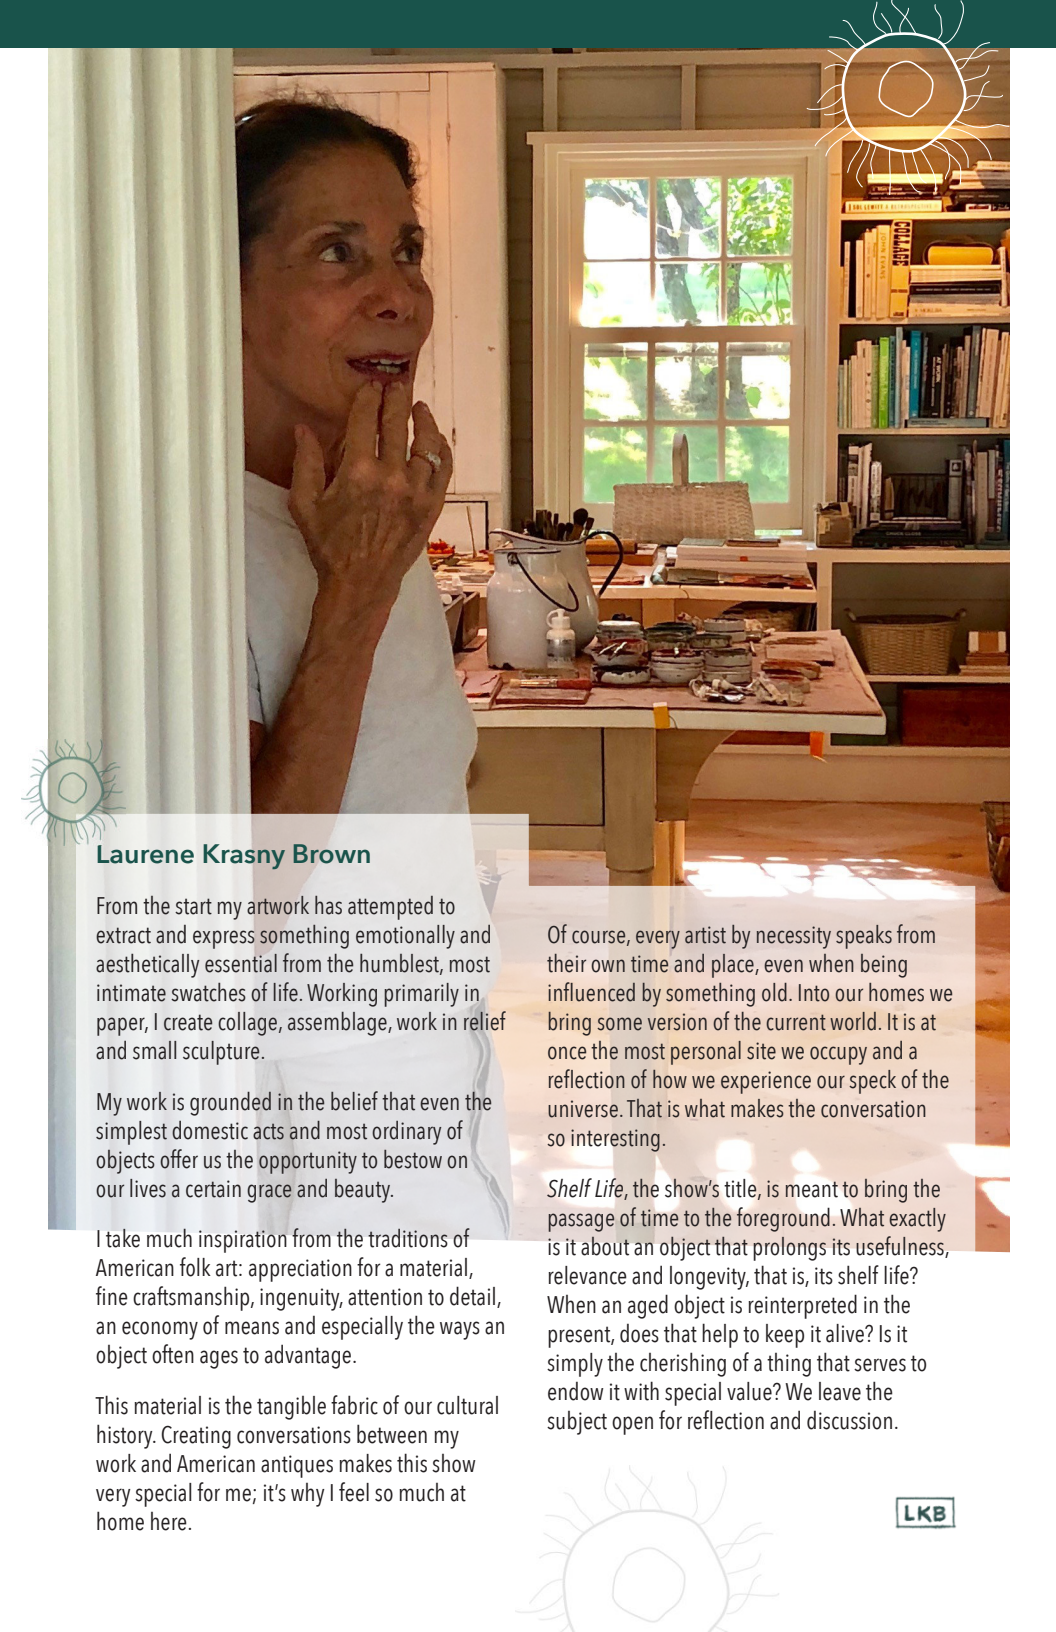 COLLAGE
JOHN EVANS
Laurene Krasny Brown
From the start my artwork has attempted to
extract and express something emotionally and
aesthetically essential from the humblest, most
intimate swatches of life. Working primarily in
paper, I create collage, assemblage, work in relief
and small sculpture.
My work is grounded in the belief that even the
simplest domestic acts and most ordinary of
objects offer us the opportunity to bestow on
our lives a certain grace and beauty.
I take much inspiration from the traditions of
American folk art: appreciation for a material,
fine craftsmanship, ingenuity, attention to detail,
an economy of means and especially the ways an
object often ages to advantage.
This material is the tangible fabric of our cultural
history. Creating conversations between my
work and American antiques makes this show
very special for me; it’s why I feel so much at
home here.
Of course, every artist by necessity speaks from
their own time and place, even when being
influenced by something old. Into our homes we
bring some version of the current world. It is at
once the most personal site we occupy and a
reflection of how we experience our speck of the
universe. That is what makes the conversation
so interesting.
Shelf Life, the show’s title, is meant to bring the
passage of time to the foreground. What exactly
is it about an object that prolongs its usefulness,
relevance and longevity, that is, its shelf life?
When an aged object is reinterpreted in the
present, does that help to keep it alive? Is it
simply the cherishing of a thing that serves to
endow it with special value? We leave the
subject open for reflection and discussion.
LKB